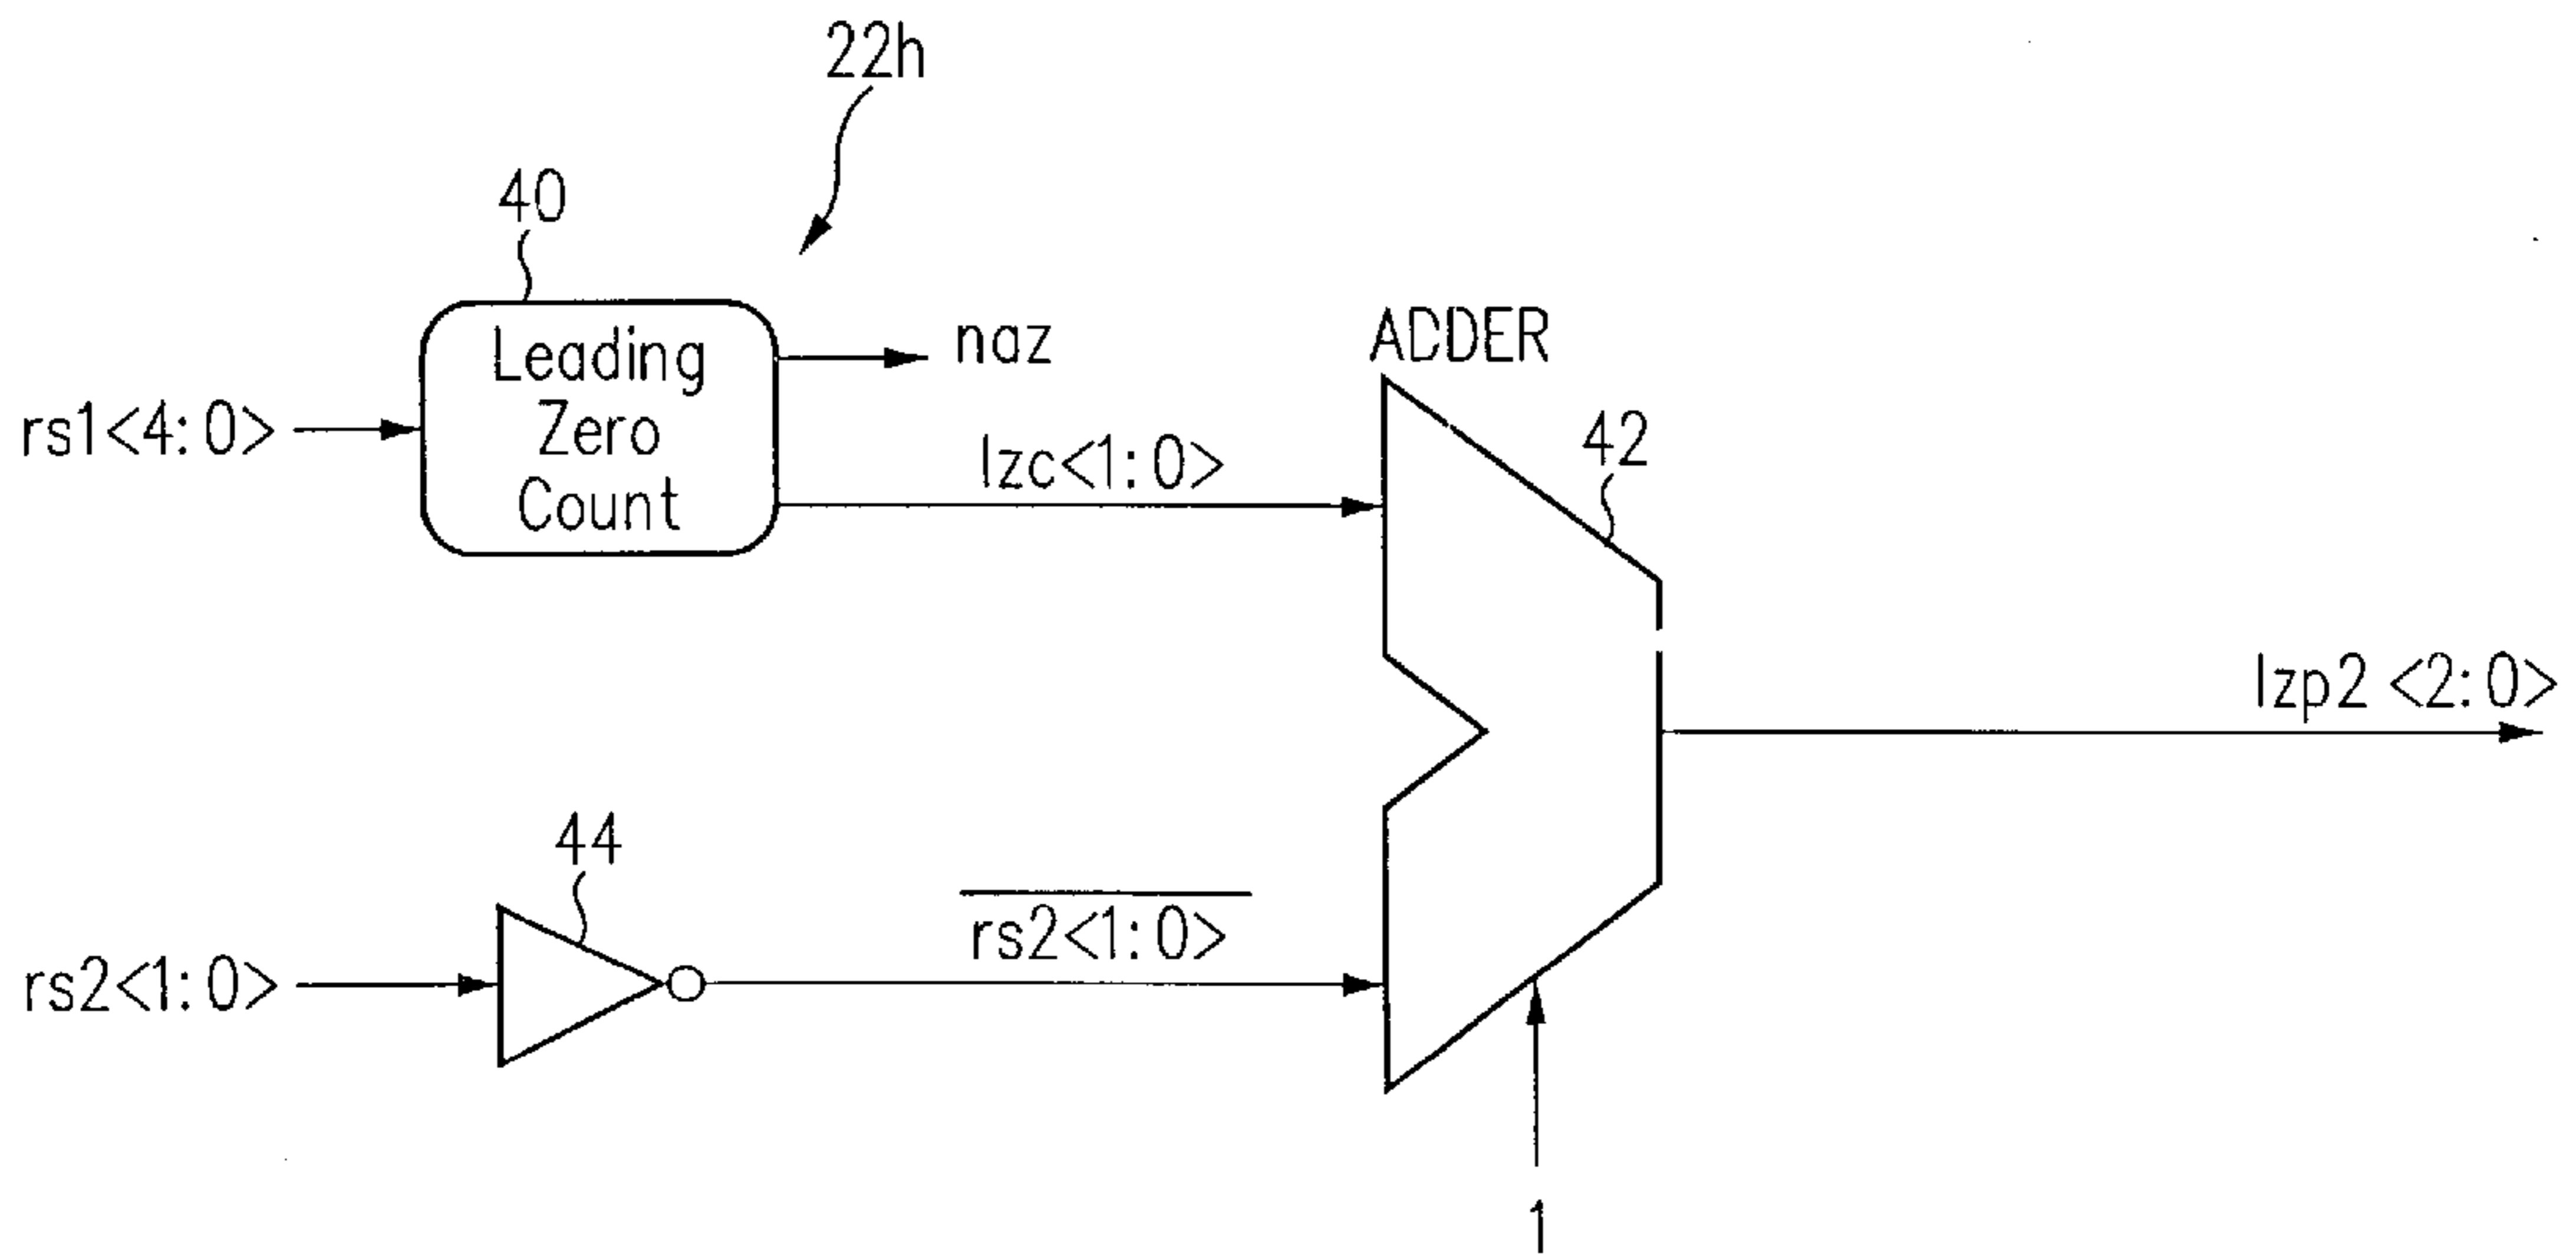 22h
40
Leading
Zero
Count
naz
rs1<4:0>
lzc<1:0>
ADDER
42
lzp2 <2:0>
44
rs2<1:0>
rs2<1:0>
1